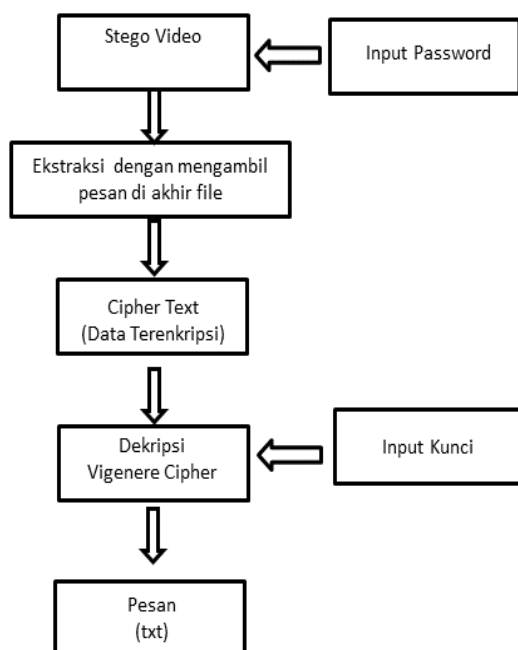 Stego Video
Input Password
Ekstraksi dengan mengambil
pesan di akhir file
Cipher Text
(Data Terenkripsi)
Dekripsi
Vigenere Cipher
Input Kunci
Pesan
(txt)